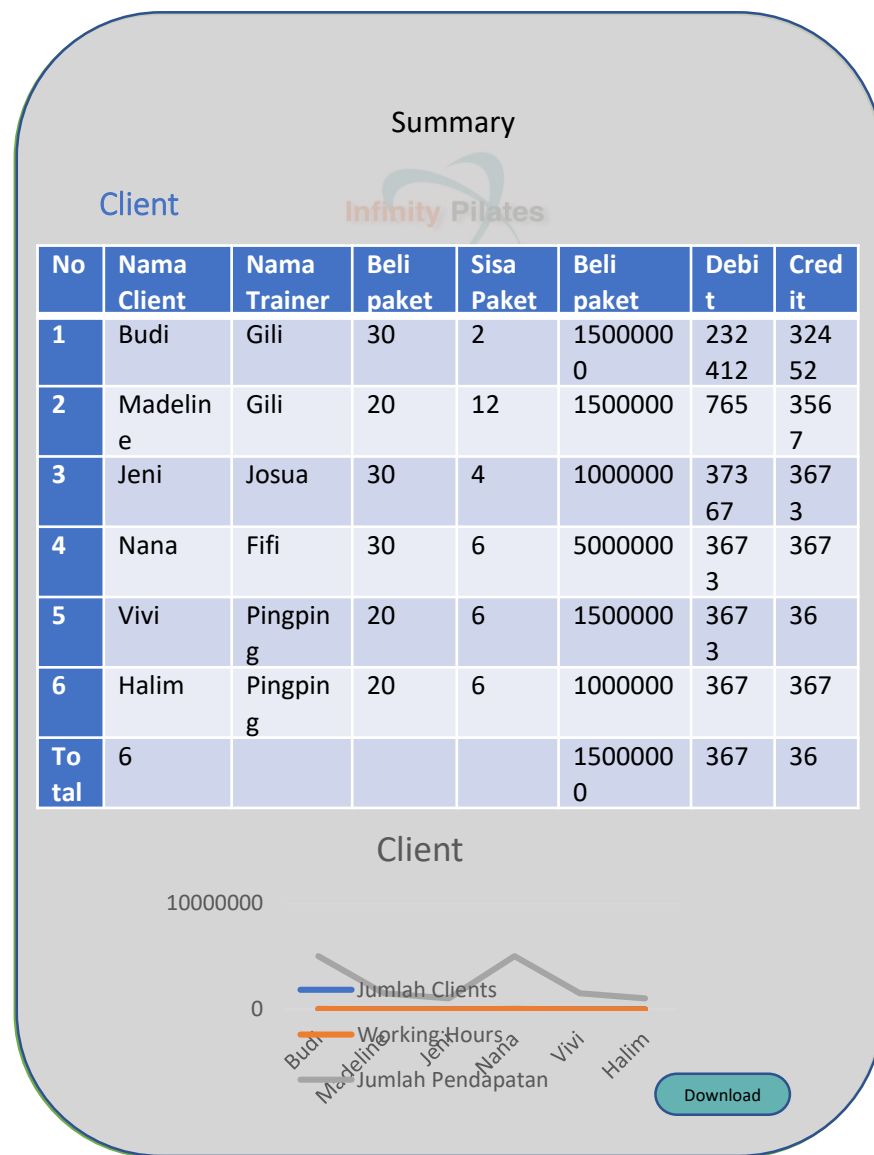 Summary
Client
Infinity Pilates
No Nama Client Nama Trainer Beli paket Sisa Paket Beli paket Debit Credit
1 Budi Gili 30 2 15000000 232412 32452
2 Madeline Gili 20 12 1500000 765 3567
3 Jeni Josua 30 4 1000000 37367 3673
4 Nana Fifi 30 6 5000000 3673 367
5 Vivi Pingping 20 6 1500000 3673 36
6 Halim Pingping 20 6 1000000 367 367
Total 6 15000000 367 36
Client
10000000
0
Budi Madeline Jeni Nana Vivi Halim
Jumlah Clients
Working Hours
Jumlah Pendapatan
Download